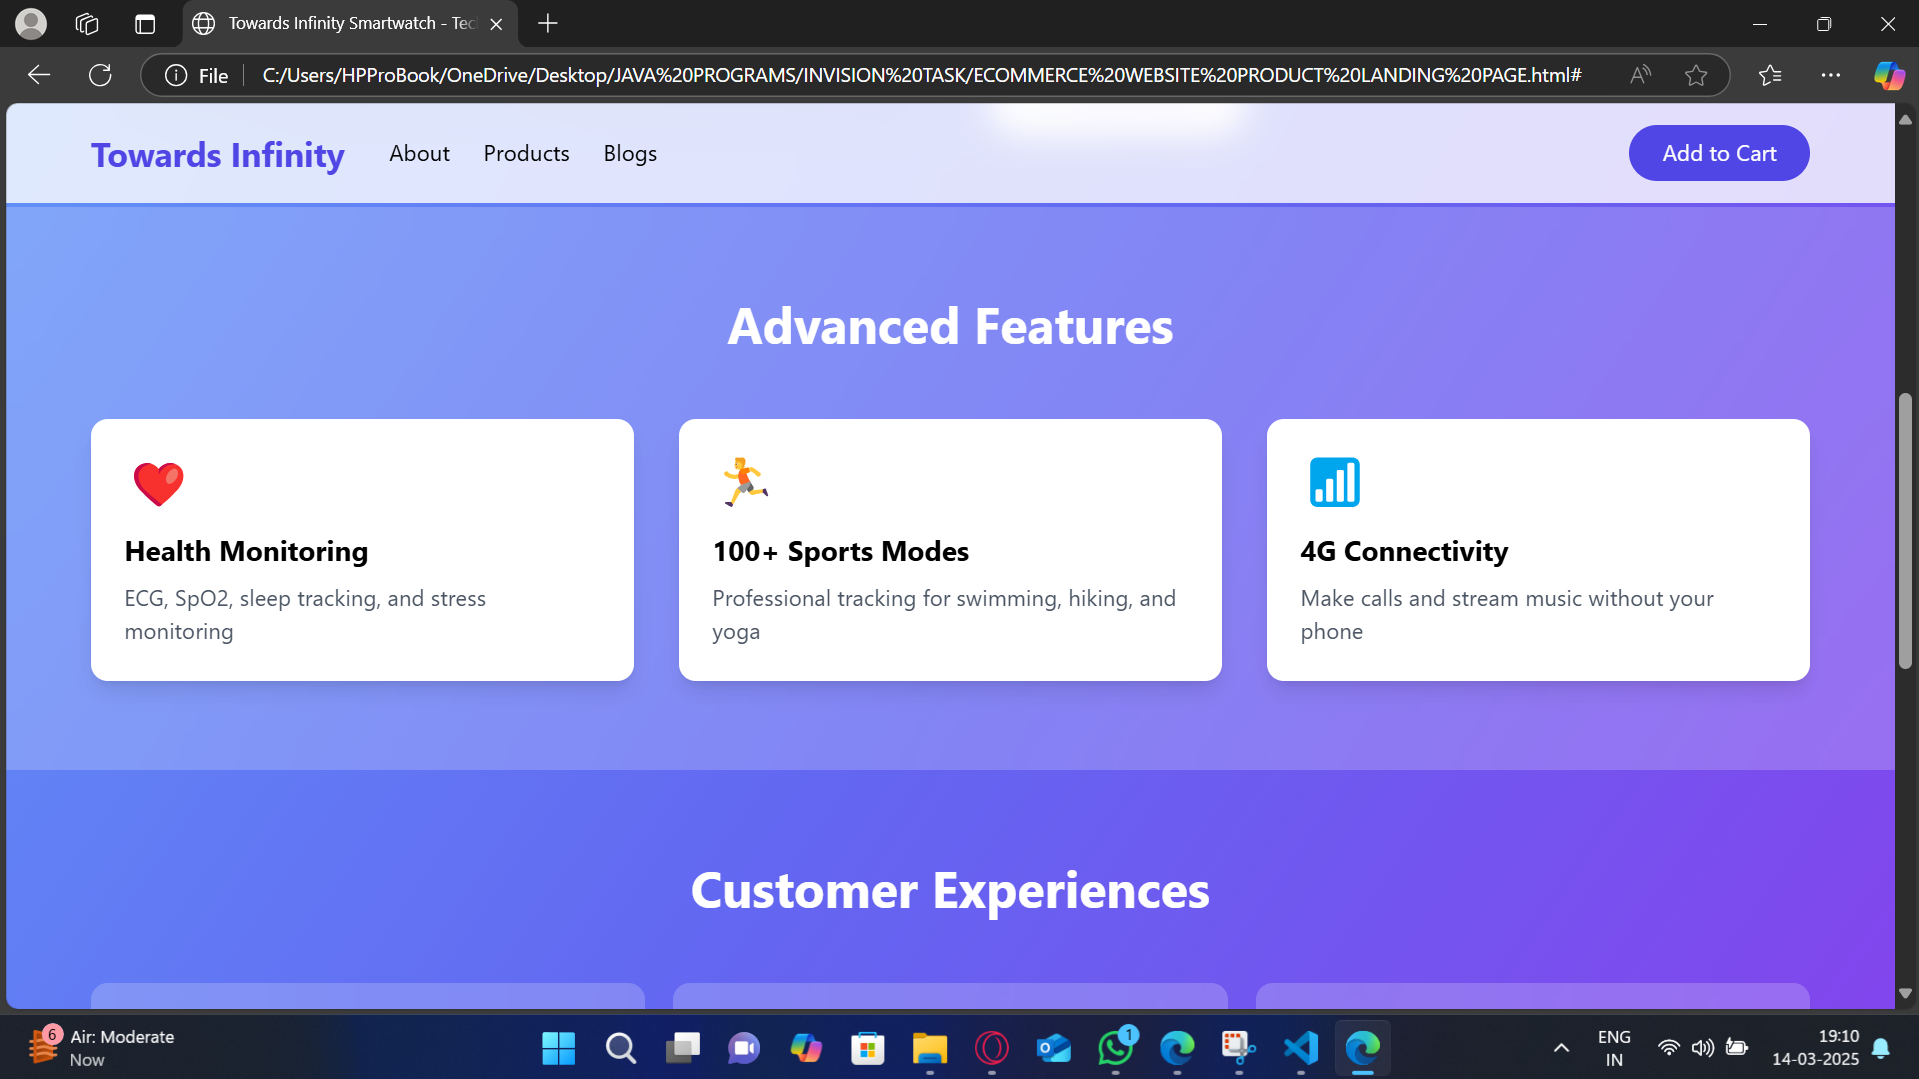 Towards Infinity Smartwatch - Tec
File
C:/Users/HPProBook/OneDrive/Desktop/JAVA%20PROGRAMS/INVISION%20TASK/ECOMMERCE%20WEBSITE%20PRODUCT%20LANDING%20PAGE.html#
Towards Infinity
About
Products
Blogs
Add to Cart
Advanced Features
Health Monitoring
ECG, SpO2, sleep tracking, and stress
monitoring
100+ Sports Modes
Professional tracking for swimming, hiking, and
yoga
4G Connectivity
Make calls and stream music without your
phone
Customer Experiences
6
Air: Moderate
Now
1
ENG
IN
19:10
14-03-2025